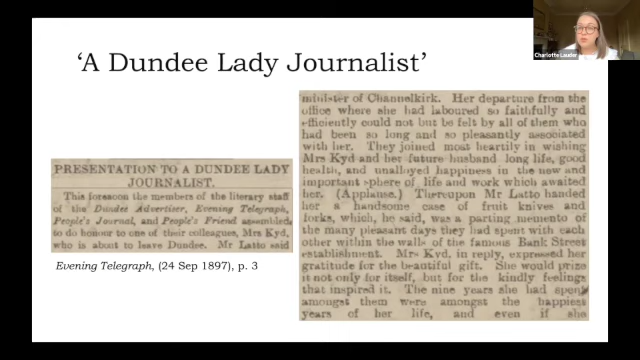 ‘A Dundee Lady Journalist’
Charlotte Lauder
PRESENTATION TO A DUNDEE LADY
JOURNALIST.
This forenoon the members of the literary staff
of the Dundee Advertiser, Evening Telegraph,
People's Journal, and People's Friend assembled
to do honour to one of their colleagues, Mrs Kyd,
who is about to leave Dundee. Mr Latto said
Evening Telegraph, (24 Sep 1897), p. 3
minister of Channelkirk. Her departure from the
office where she had laboured so faithfully and
efficiently could not but be felt by all of them who
had been so long and so pleasantly associated
with her. They joined most heartily in wishing
Mrs Kyd and her future husband long life, good
health, and unalloyed happiness in the new and
important sphere of life and work which awaited
her. (Applause.) Thereupon Mr Latto handed
her a handsome case of fruit knives and
forks, which, he said, was a parting memento of
the many pleasant days they had spent with each
other within the walls of the famous Bank Street
establishment. Mrs Kyd, in reply, expressed her
gratitude for the beautiful gift. She would prize
it not only for itself, but for the kindly feelings
that inspired it. The nine years she had spent
amongst them were amongst the happiest
years of her life, and even if she